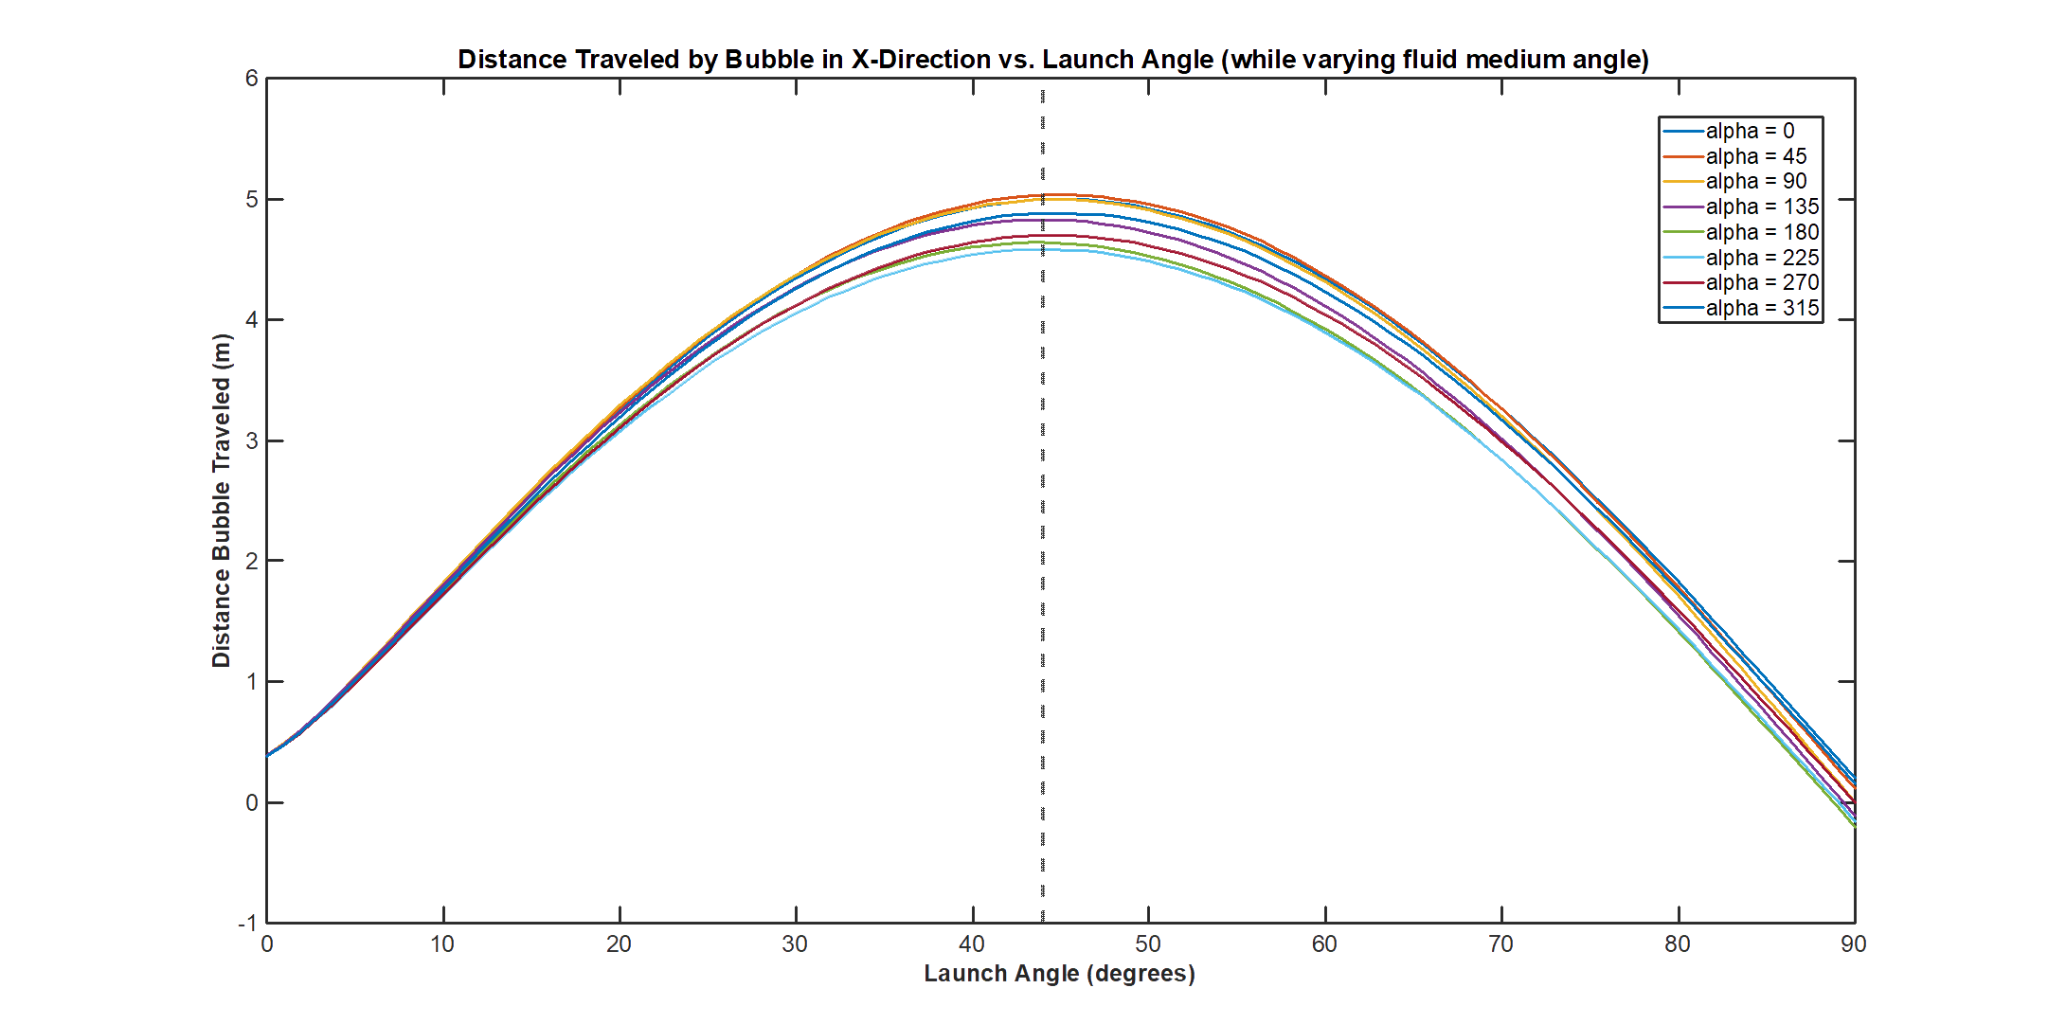 Distance Traveled by Bubble in X-Direction vs. Launch Angle (while varying fluid medium angle)
6
5
4
3
2
1
0
-1
Distance Bubble Traveled (m)
alpha = 0
alpha = 45
alpha = 90
alpha = 135
alpha = 180
alpha = 225
alpha = 270
alpha = 315
0 10 20 30 40 50 60 70 80 90
Launch Angle (degrees)